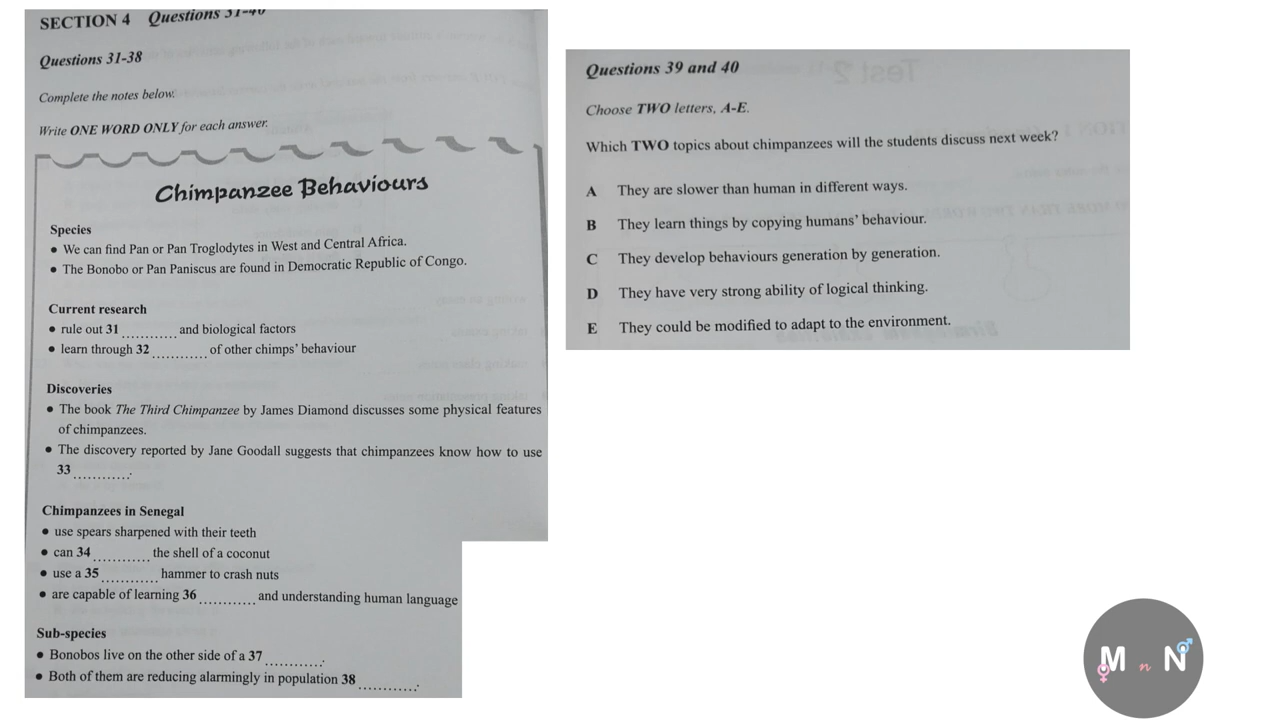 SECTION 4 Questions 31-40
Questions 31-38
Complete the notes below.
Write ONE WORD ONLY for each answer.
Chimpanzee Behaviours
Species
• We can find Pan or Pan Troglodytes in West and Central Africa.
• The Bonobo or Pan Paniscus are found in Democratic Republic of Congo.
Current research
• rule out 31 ............ and biological factors
• learn through 32 ............ of other chimps' behaviour
Discoveries
• The book The Third Chimpanzee by James Diamond discusses some physical features
of chimpanzees.
• The discovery reported by Jane Goodall suggests that chimpanzees know how to use
33 .............
Chimpanzees in Senegal
• use spears sharpened with their teeth
• can 34 ............ the shell of a coconut
• use a 35 ............ hammer to crash nuts
• are capable of learning 36 ............ and understanding human language
Sub-species
• Bonobos live on the other side of a 37 .............
• Both of them are reducing alarmingly in population 38 .............
Questions 39 and 40
Choose TWO letters, A-E.
Which TWO topics about chimpanzees will the students discuss next week?
A They are slower than human in different ways.
B They learn things by copying humans' behaviour.
C They develop behaviours generation by generation.
D They have very strong ability of logical thinking.
E They could be modified to adapt to the environment.
M n N